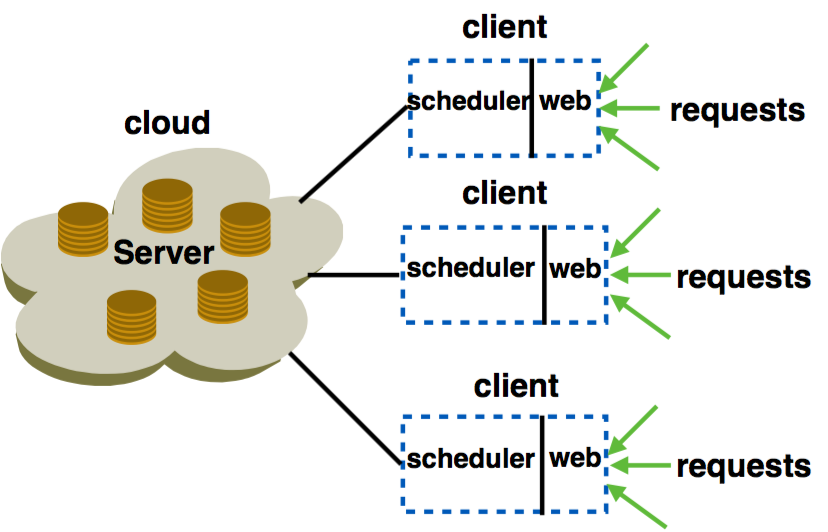 client
scheduler web
requests
cloud
client
Server
scheduler web
requests
client
scheduler web
requests